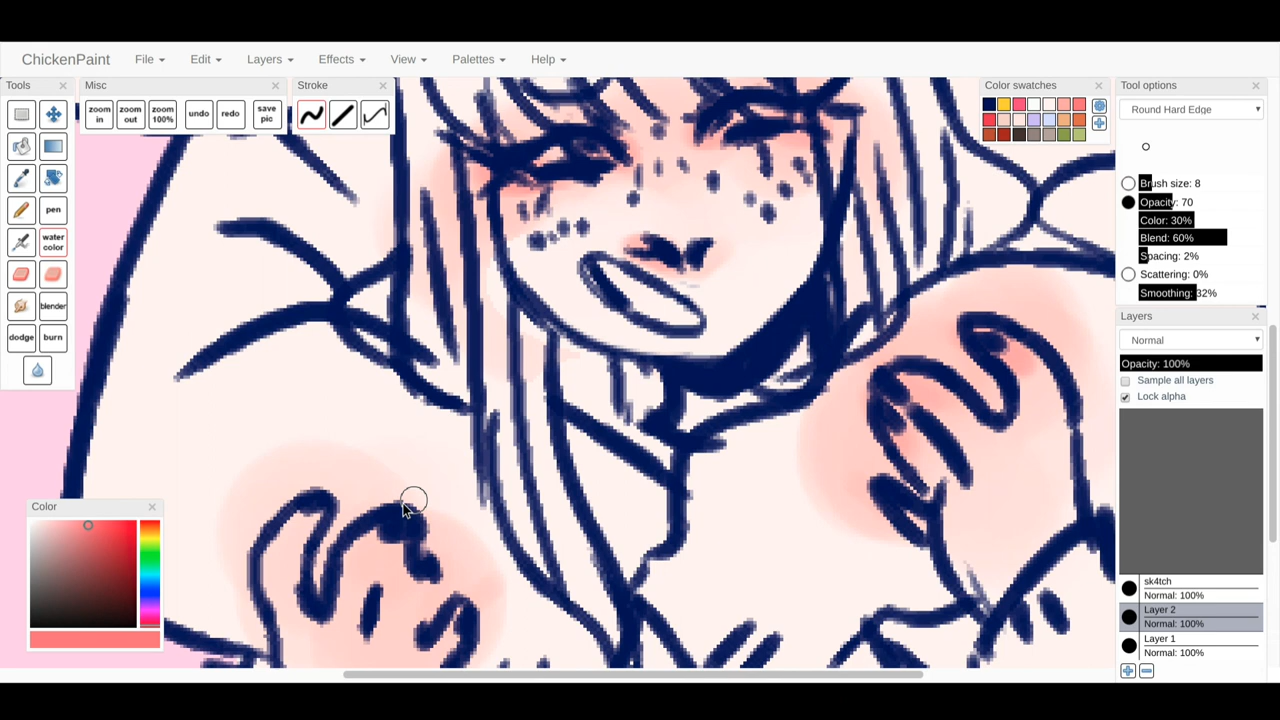 ChickenPaint File Edit Layers Effects View Palettes Help
Tools
Misc
Stroke
Color swatches
Tool options
zoom in
zoom out
zoom 100%
undo
redo
save pic
Round Hard Edge
Brush size: 8
Opacity: 70
Color: 30%
Blend: 60%
Spacing: 2%
Scattering: 0%
Smoothing: 32%
pen
water color
blender
dodge
burn
Layers
Normal
Opacity: 100%
Sample all layers
Lock alpha
Color
sk4tch
Normal: 100%
Layer 2
Normal: 100%
Layer 1
Normal: 100%